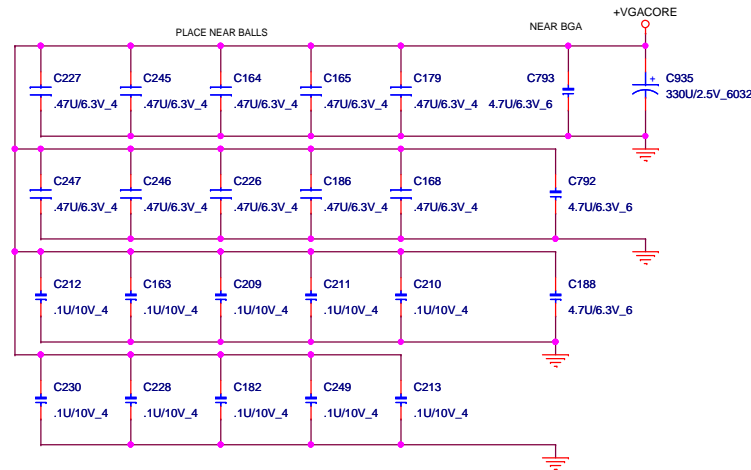 +VGACORE
PLACE NEAR BALLS
NEAR BGA
C227 C245 C164 C165 C179 C793 + C935
.47U/6.3V_4 .47U/6.3V_4 .47U/6.3V_4 .47U/6.3V_4 .47U/6.3V_4 4.7U/6.3V_6 330U/2.5V_6032
C247 C246 C226 C186 C168 C792
.47U/6.3V_4 .47U/6.3V_4 .47U/6.3V_4 .47U/6.3V_4 .47U/6.3V_4 4.7U/6.3V_6
C212 C163 C209 C211 C210 C188
.1U/10V_4 .1U/10V_4 .1U/10V_4 .1U/10V_4 .1U/10V_4 4.7U/6.3V_6
C230 C228 C182 C249 C213
.1U/10V_4 .1U/10V_4 .1U/10V_4 .1U/10V_4 .1U/10V_4